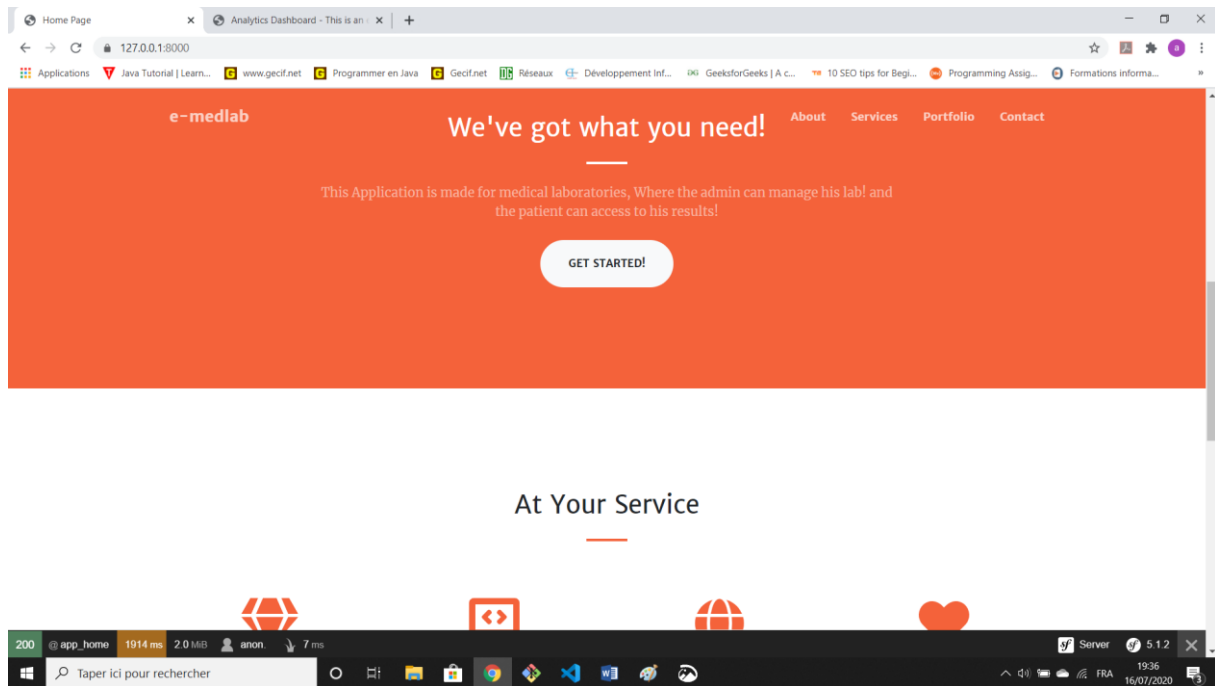 Home Page
Analytics Dashboard - This is an
127.0.0.1:8000
a
Applications Java Tutorial | Learn... www.gecif.net Programmer en Java Gecif.net Réseaux Développement Inf... GeeksforGeeks | A c... 10 SEO tips for Begi... Programming Assig... Formations informa... »
e-medlab
About Services Portfolio Contact
We've got what you need!
This Application is made for medical laboratories, Where the admin can manage his lab! and
the patient can access to his results!
GET STARTED!
At Your Service
200 @ app_home 1914 ms 2.0 MiB anon. 7 ms sf Server sf 5.1.2
Taper ici pour rechercher
FRA
19:36
16/07/2020
3